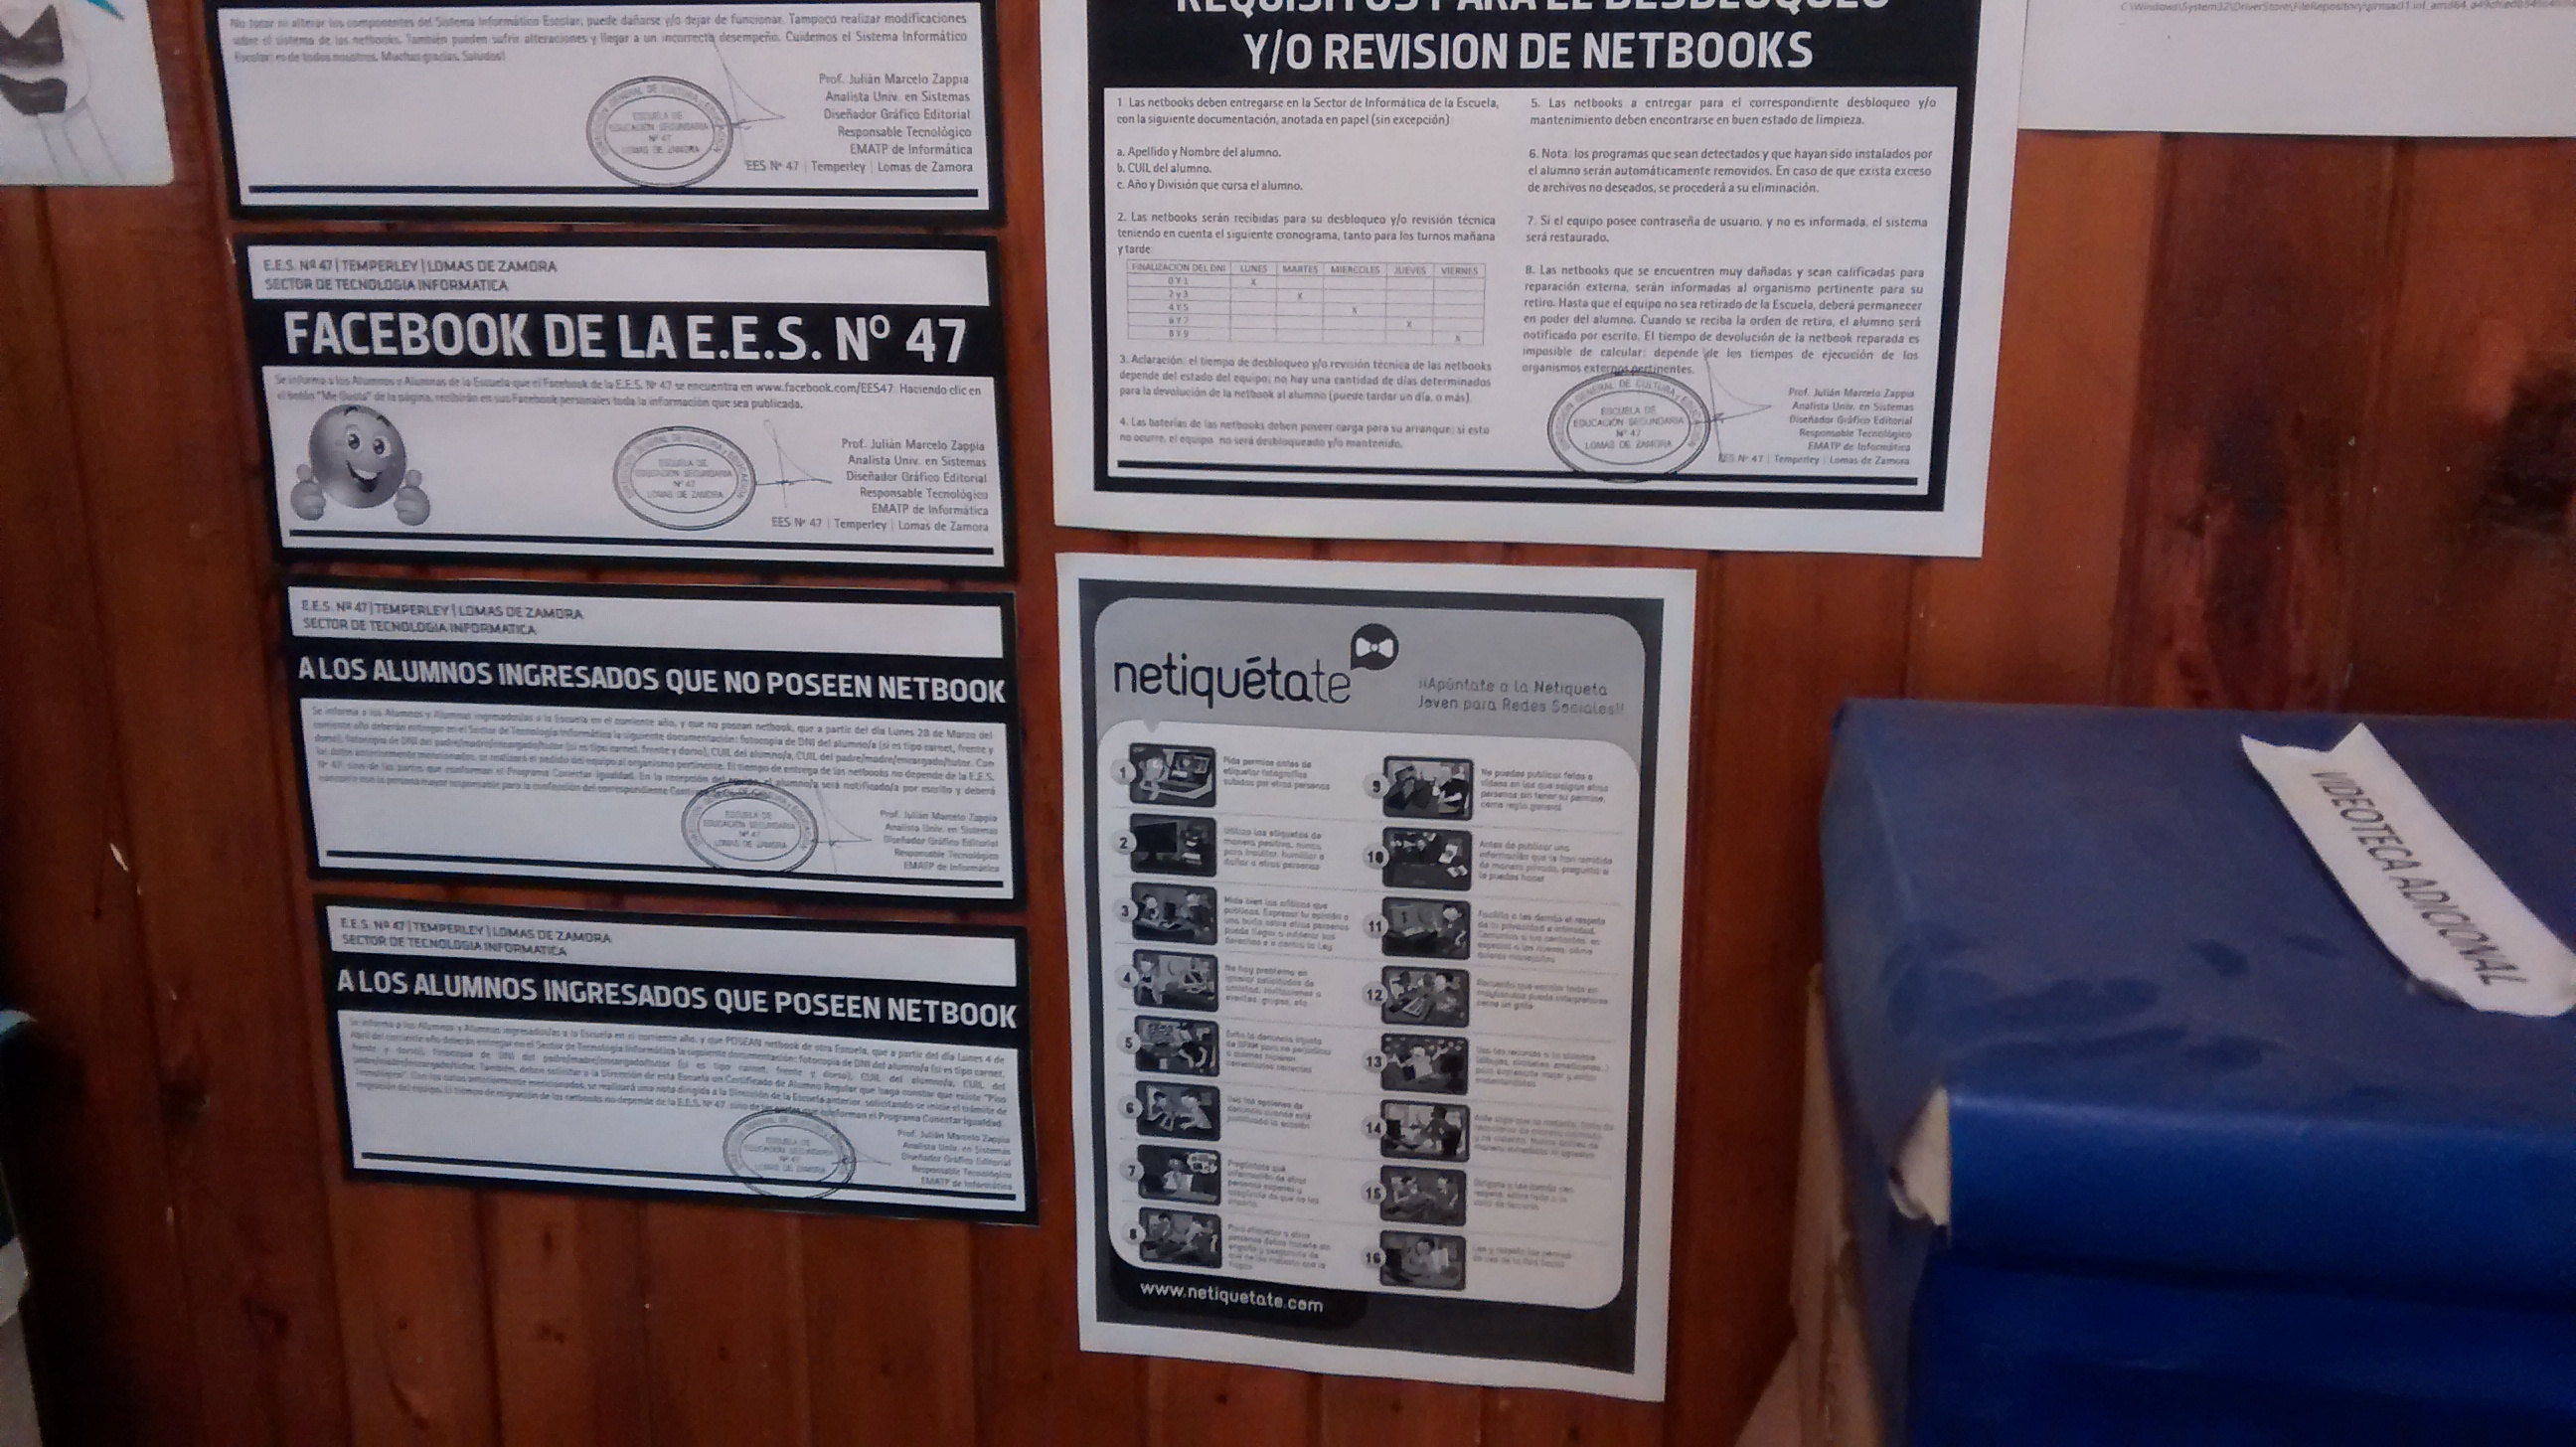 No tocar ni alterar los componentes del Sistema Informático Escolar; puede dañarse y/o dejar de funcionar. Tampoco realizar modificaciones
sobre el sistema de las netbooks. También pueden sufrir alteraciones y llegar a un incorrecto desempeño. Cuidemos el Sistema Informático
Escolar: es de todos nosotros. Muchas gracias. Saludos!
Prof. Julián Marcelo Zappia
Analista Univ. en Sistemas
Diseñador Gráfico Editorial
Responsable Tecnológico
EMATP de Informática
EES Nº 47 | Temperley | Lomas de Zamora
ESCUELA DE
EDUCACIÓN SECUNDARIA
Nº 47
LOMAS DE ZAMORA
E.E.S. Nº 47 | TEMPERLEY | LOMAS DE ZAMORA
SECTOR DE TECNOLOGIA INFORMATICA
FACEBOOK DE LA E.E.S. Nº 47
Se informa a los Alumnos y Alumnas de la Escuela que el Facebook de la E.E.S. Nº 47 se encuentra en www.facebook.com/EES47. Haciendo clic en
el botón "Me Gusta" de la página, recibirán en sus Facebook personales toda la información que sea publicada.
Prof. Julián Marcelo Zappia
Analista Univ. en Sistemas
Diseñador Gráfico Editorial
Responsable Tecnológico
EMATP de Informática
EES Nº 47 | Temperley | Lomas de Zamora
ESCUELA DE
EDUCACIÓN SECUNDARIA
Nº 47
LOMAS DE ZAMORA
E.E.S. Nº 47 | TEMPERLEY | LOMAS DE ZAMORA
SECTOR DE TECNOLOGIA INFORMATICA
A LOS ALUMNOS INGRESADOS QUE NO POSEEN NETBOOK
Se informa a los Alumnos y Alumnas ingresados/as a la Escuela en el corriente año, y que no posean netbook, que a partir del día Lunes 28 de Marzo del
corriente año deberán entregar en el Sector de Tecnología Informática la siguiente documentación: fotocopia de DNI del alumno/a (si es tipo carnet, frente y
dorso), fotocopia de DNI del padre/madre/encargado/tutor (si es tipo carnet, frente y dorso), CUIL del alumno/a, CUIL del padre/madre/encargado/tutor. Con
los datos anteriormente mencionados, se realizará el pedido del equipo al organismo pertinente. El tiempo de entrega de las netbooks no depende de la E.E.S.
Nº 47, sino de las partes que conforman el Programa Conectar Igualdad. En la recepción del equipo, el alumno/a será notificado/a por escrito y deberá
Prof. Julián Marcelo Zappia
Analista Univ. en Sistemas
Diseñador Gráfico Editorial
Responsable Tecnológico
EMATP de Informática
ESCUELA DE
EDUCACIÓN SECUNDARIA
Nº 47
LOMAS DE ZAMORA
E.E.S. Nº 47 | TEMPERLEY | LOMAS DE ZAMORA
SECTOR DE TECNOLOGIA INFORMATICA
A LOS ALUMNOS INGRESADOS QUE POSEEN NETBOOK
Se informa a los Alumnos y Alumnas ingresados/as a la Escuela en el corriente año, y que POSEAN netbook de otra Escuela, que a partir del día Lunes 4 de
Abril del corriente año deberán entregar en el Sector de Tecnología Informática la siguiente documentación: fotocopia de DNI del alumno/a (si es tipo carnet,
frente y dorso), fotocopia de DNI del padre/madre/encargado/tutor (si es tipo carnet, frente y dorso), CUIL del alumno/a, CUIL del
padre/madre/encargado/tutor. También, deben solicitar a la Dirección de esta Escuela un Certificado de Alumno Regular que haga constar que existe "Piso
Tecnológico". Con los datos anteriormente mencionados, se realizará una nota dirigida a la Dirección de la Escuela anterior, solicitando se inicie el trámite de
migración del equipo. El tiempo de migración de las netbooks no depende de la E.E.S. Nº 47, sino de las partes que conforman el Programa Conectar Igualdad.
Prof. Julián Marcelo Zappia
Analista Univ. en Sistemas
Diseñador Gráfico Editorial
Responsable Tecnológico
EMATP de Informática
REQUISITOS PARA EL DESBLOQUEO
Y/O REVISION DE NETBOOKS
1. Las netbooks deben entregarse en la Sector de Informática de la Escuela,
con la siguiente documentación, anotada en papel (sin excepción):
a. Apellido y Nombre del alumno.
b. CUIL del alumno.
c. Año y División que cursa el alumno.
2. Las netbooks serán recibidas para su desbloqueo y/o revisión técnica
teniendo en cuenta el siguiente cronograma, tanto para los turnos mañana
y tarde:
FINALIZACION DEL DNI LUNES MARTES MIERCOLES JUEVES VIERNES
0 Y 1 X
2 y 3 X
4 Y 5 X
6 Y 7 X
8 Y 9 X
3. Aclaración: el tiempo de desbloqueo y/o revisión técnica de las netbooks
depende del estado del equipo; no hay una cantidad de días determinados
para la devolución de la netbook al alumno (puede tardar un día, o más).
4. Las baterías de las netbooks deben poseer carga para su arranque; si esto
no ocurre, el equipo no será desbloqueado y/o mantenido.
5. Las netbooks a entregar para el correspondiente desbloqueo y/o
mantenimiento deben encontrarse en buen estado de limpieza.
6. Nota: los programas que sean detectados y que hayan sido instalados por
el alumno serán automáticamente removidos. En caso de que exista exceso
de archivos no deseados, se procederá a su eliminación.
7. Si el equipo posee contraseña de usuario, y no es informada, el sistema
será restaurado.
8. Las netbooks que se encuentren muy dañadas y sean calificadas para
reparación externa, serán informadas al organismo pertinente para su
retiro. Hasta que el equipo no sea retirado de la Escuela, deberá permanecer
en poder del alumno. Cuando se reciba la orden de retiro, el alumno será
notificado por escrito. El tiempo de devolución de la netbook reparada es
imposible de calcular: depende de los tiempos de ejecución de los
organismos externos pertinentes.
Prof. Julián Marcelo Zappia
Analista Univ. en Sistemas
Diseñador Gráfico Editorial
Responsable Tecnológico
EMATP de Informática
EES Nº 47 | Temperley | Lomas de Zamora
ESCUELA DE
EDUCACIÓN SECUNDARIA
Nº 47
LOMAS DE ZAMORA
netiquétate
¡¡Apúntate a la Netiqueta
Joven para Redes Sociales!!
1
Pide permiso antes de
etiquetar fotografías
subidas por otras personas
2
Utiliza las etiquetas de
manera positiva, nunca
para insultar, humillar o
dañar a otras personas
3
Mide bien las críticas que
publicas. Expresar tu opinión o
una burla sobre otras personas
puede llegar a vulnerar sus
derechos e ir contra la Ley
4
No hay problema en
ignorar solicitudes de
amistad, invitaciones a
eventos, grupos, etc.
5
6
7
8
9
No puedes publicar fotos o
vídeos en los que salgan otras
personas sin tener su permiso,
como regla general
10
Antes de publicar una
información que te han remitido
de manera privada, pregunta si
lo puedes hacer
11
12
13
14
15
16
www.netiquetate.com
VIDEOTECA ADICIONAL